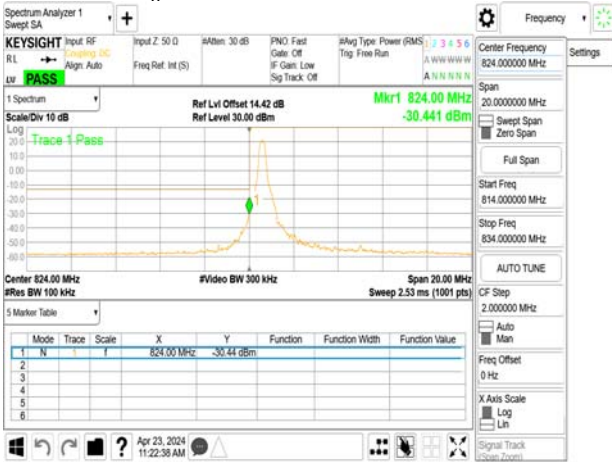 Spectrum Analyzer 1
Swept SA
Frequency
KEYSIGHT Input: RF
RL Coupling: DC
Align: Auto
LW PASS
Input Z: 50 Ω
Freq Ref: Int (S)
#Atten: 30 dB
PNO: Fast
Gate: Off
IF Gain: Low
Sig Track: Off
#Avg Type: Power (RMS
Trig: Free Run
1 2 3 4 5 6
A W W W W W
A N N N N N
1 Spectrum
Scale/Div 10 dB
Ref Lvl Offset 14.42 dB
Ref Level 30.00 dBm
Mkr1 824.00 MHz
-30.441 dBm
Log
Trace 1 Pass
20.0
10.0
0.00
-10.0
-20.0
-30.0
-40.0
-50.0
-60.0
1
Center 824.00 MHz
#Res BW 100 kHz
#Video BW 300 kHz
Span 20.00 MHz
Sweep 2.53 ms (1001 pts)
5 Marker Table
Mode Trace Scale X Y Function Function Width Function Value
1 N 1 f 824.00 MHz -30.44 dBm
2
3
4
5
6
Apr 23, 2024
11:22:38 AM
Center Frequency
824.000000 MHz
Settings
Span
20.0000000 MHz
Swept Span
Zero Span
Full Span
Start Freq
814.000000 MHz
Stop Freq
834.000000 MHz
AUTO TUNE
CF Step
2.000000 MHz
Auto
Man
Freq Offset
0 Hz
X Axis Scale
Log
Lin
Signal Track
(Span Zoom)